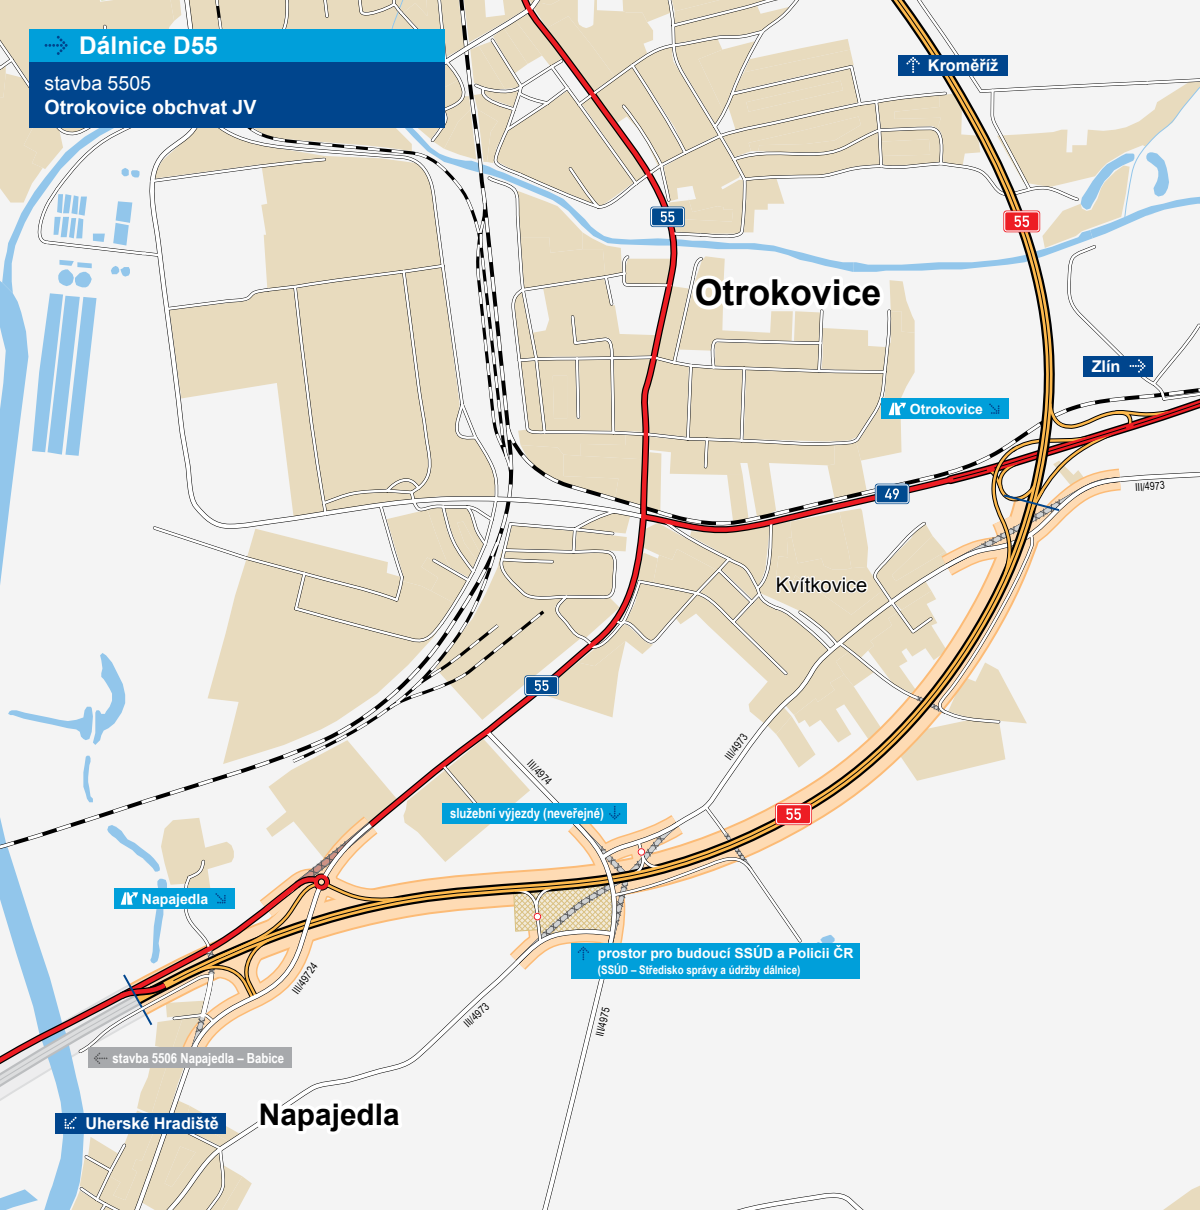 Dálnice D55
stavba 5505
Otrokovice obchvat JV
Kroměříž
55
55
Otrokovice
Zlín
Otrokovice
49
III/4973
Kvítkovice
55
III/4973
III/4974
služební výjezdy (neveřejné)
55
Napajedla
prostor pro budoucí SSÚD a Policii ČR
(SSÚD – Středisko správy a údržby dálnice)
III/49724
III/4973
III/4975
stavba 5506 Napajedla – Babice
Uherské Hradiště
Napajedla